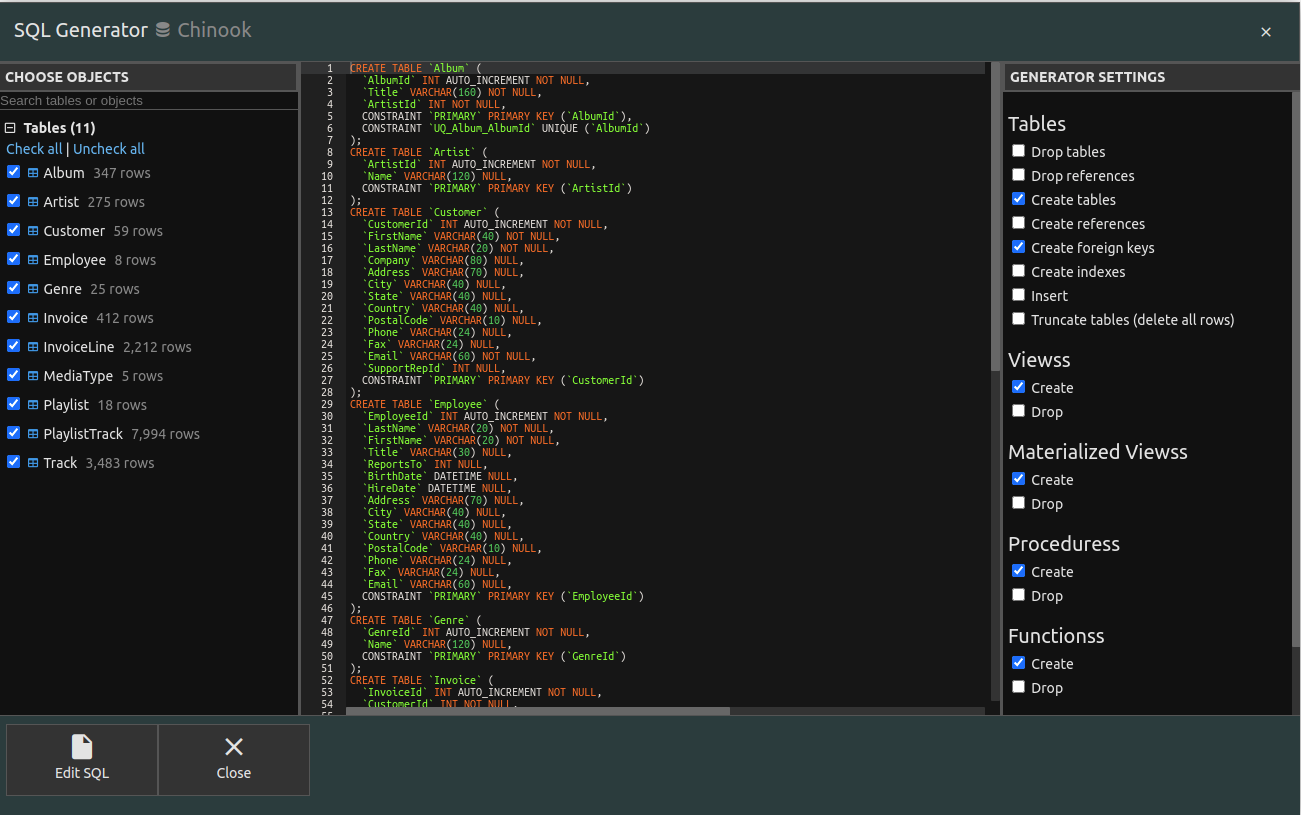 SQL Generator Chinook
×
CHOOSE OBJECTS
Search tables or objects
Tables (11)
Check all | Uncheck all
Album 347 rows
Artist 275 rows
Customer 59 rows
Employee 8 rows
Genre 25 rows
Invoice 412 rows
InvoiceLine 2,212 rows
MediaType 5 rows
Playlist 18 rows
PlaylistTrack 7,994 rows
Track 3,483 rows
1 CREATE TABLE `Album` (
2 `AlbumId` INT AUTO_INCREMENT NOT NULL,
3 `Title` VARCHAR(160) NOT NULL,
4 `ArtistId` INT NOT NULL,
5 CONSTRAINT `PRIMARY` PRIMARY KEY (`AlbumId`),
6 CONSTRAINT `UQ_Album_AlbumId` UNIQUE (`AlbumId`)
7 );
8 CREATE TABLE `Artist` (
9 `ArtistId` INT AUTO_INCREMENT NOT NULL,
10 `Name` VARCHAR(120) NULL,
11 CONSTRAINT `PRIMARY` PRIMARY KEY (`ArtistId`)
12 );
13 CREATE TABLE `Customer` (
14 `CustomerId` INT AUTO_INCREMENT NOT NULL,
15 `FirstName` VARCHAR(40) NOT NULL,
16 `LastName` VARCHAR(20) NOT NULL,
17 `Company` VARCHAR(80) NULL,
18 `Address` VARCHAR(70) NULL,
19 `City` VARCHAR(40) NULL,
20 `State` VARCHAR(40) NULL,
21 `Country` VARCHAR(40) NULL,
22 `PostalCode` VARCHAR(10) NULL,
23 `Phone` VARCHAR(24) NULL,
24 `Fax` VARCHAR(24) NULL,
25 `Email` VARCHAR(60) NOT NULL,
26 `SupportRepId` INT NULL,
27 CONSTRAINT `PRIMARY` PRIMARY KEY (`CustomerId`)
28 );
29 CREATE TABLE `Employee` (
30 `EmployeeId` INT AUTO_INCREMENT NOT NULL,
31 `LastName` VARCHAR(20) NOT NULL,
32 `FirstName` VARCHAR(20) NOT NULL,
33 `Title` VARCHAR(30) NULL,
34 `ReportsTo` INT NULL,
35 `BirthDate` DATETIME NULL,
36 `HireDate` DATETIME NULL,
37 `Address` VARCHAR(70) NULL,
38 `City` VARCHAR(40) NULL,
39 `State` VARCHAR(40) NULL,
40 `Country` VARCHAR(40) NULL,
41 `PostalCode` VARCHAR(10) NULL,
42 `Phone` VARCHAR(24) NULL,
43 `Fax` VARCHAR(24) NULL,
44 `Email` VARCHAR(60) NULL,
45 CONSTRAINT `PRIMARY` PRIMARY KEY (`EmployeeId`)
46 );
47 CREATE TABLE `Genre` (
48 `GenreId` INT AUTO_INCREMENT NOT NULL,
49 `Name` VARCHAR(120) NULL,
50 CONSTRAINT `PRIMARY` PRIMARY KEY (`GenreId`)
51 );
52 CREATE TABLE `Invoice` (
53 `InvoiceId` INT AUTO_INCREMENT NOT NULL,
54 `CustomerId` INT NOT NULL,
55
GENERATOR SETTINGS
Tables
Drop tables
Drop references
Create tables
Create references
Create foreign keys
Create indexes
Insert
Truncate tables (delete all rows)
Viewss
Create
Drop
Materialized Viewss
Create
Drop
Proceduress
Create
Drop
Functionss
Create
Drop
Edit SQL
Close